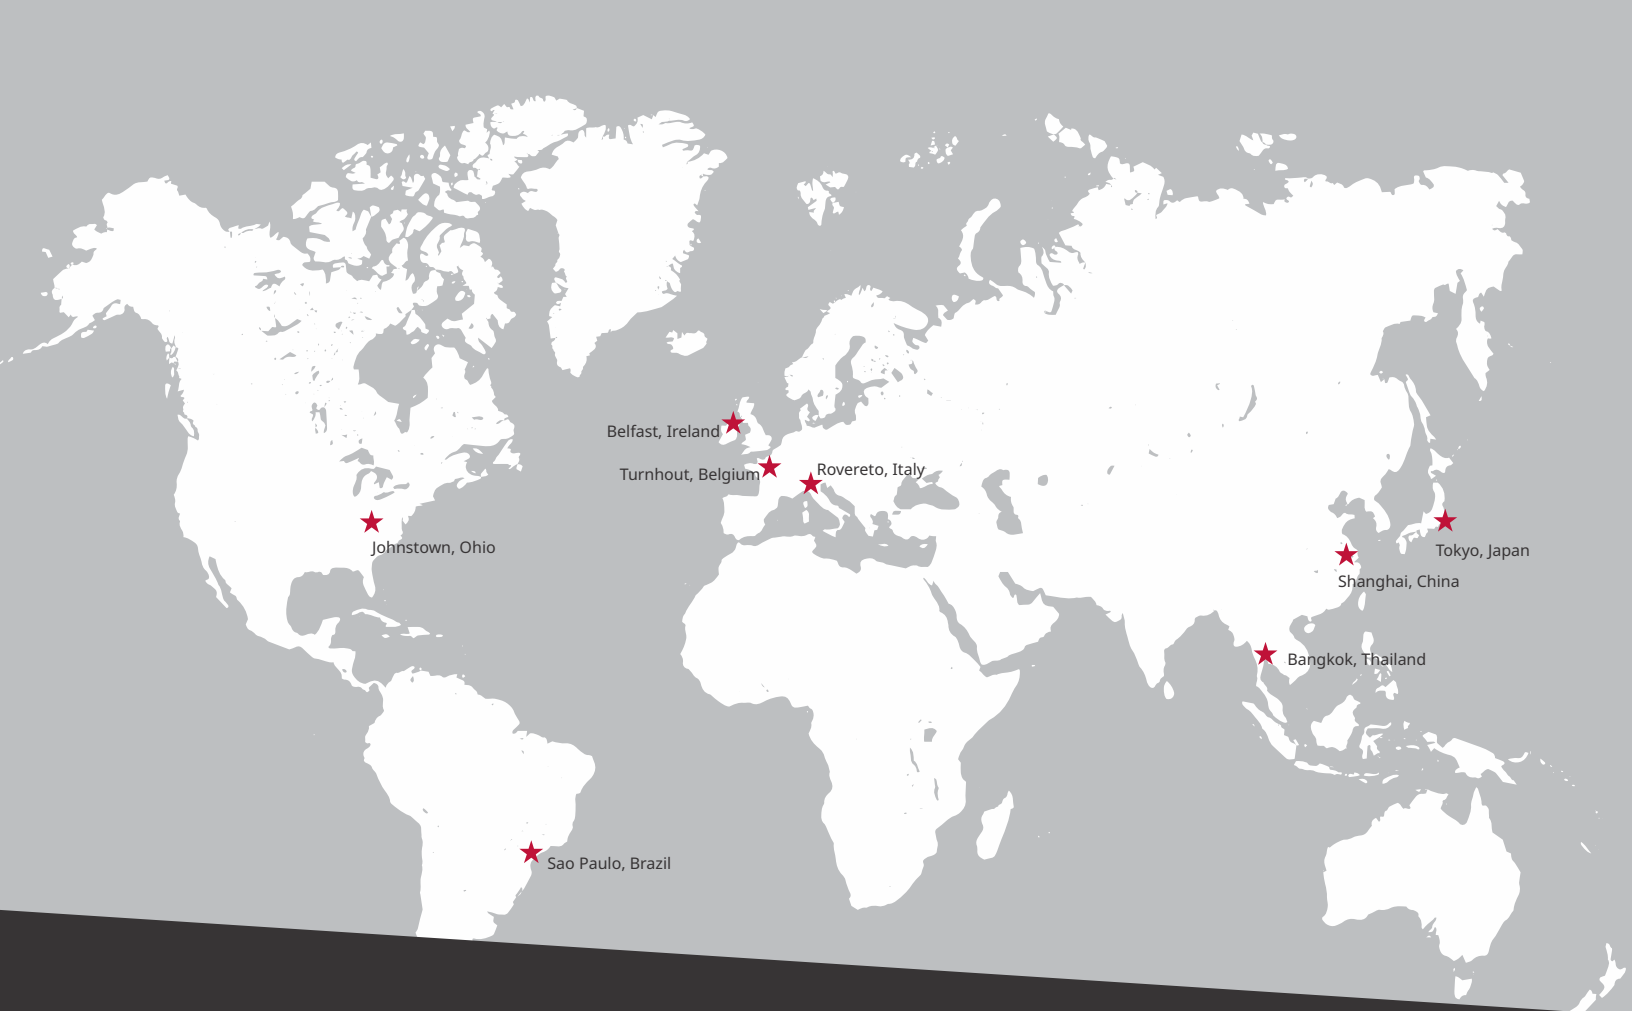 Belfast, Ireland
Turnhout, Belgium
Rovereto, Italy
Johnstown, Ohio
Tokyo, Japan
Shanghai, China
Bangkok, Thailand
Sao Paulo, Brazil